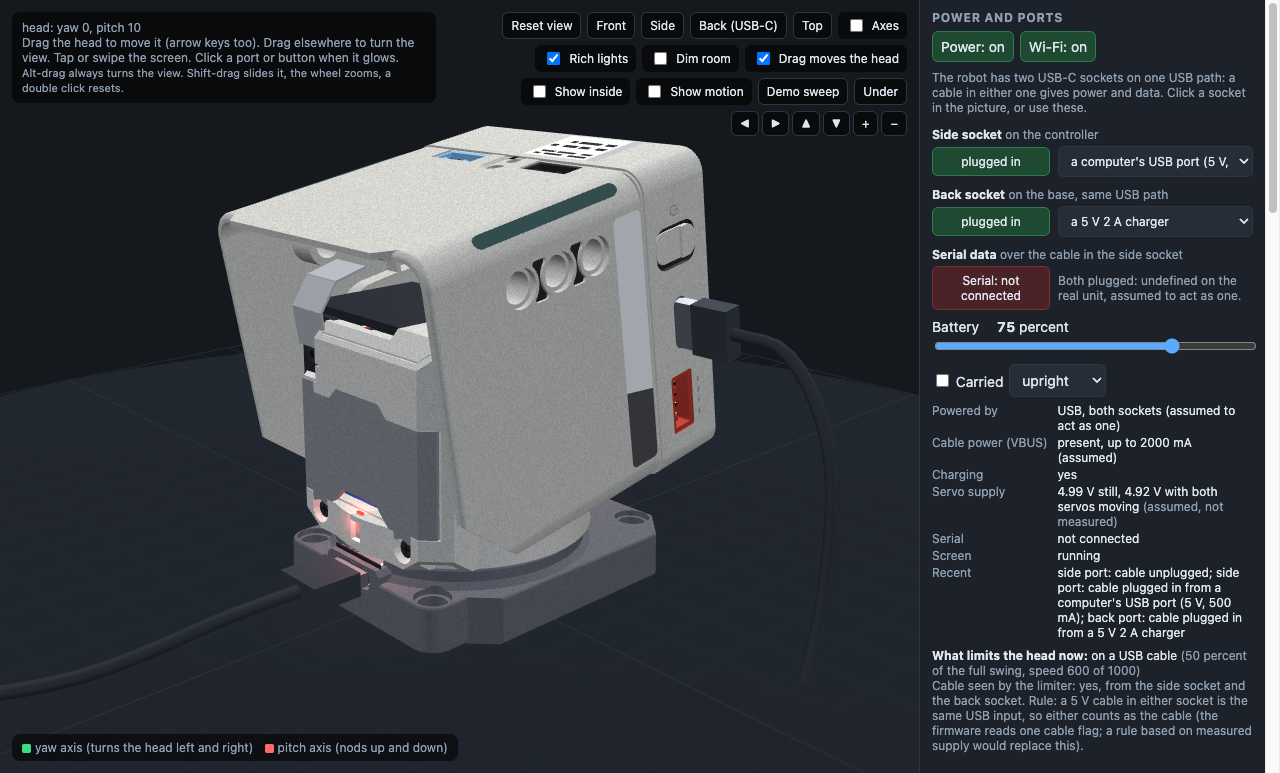 head: yaw 0, pitch 10
Drag the head to move it (arrow keys too). Drag elsewhere to turn the
view. Tap or swipe the screen. Click a port or button when it glows.
Alt-drag always turns the view. Shift-drag slides it, the wheel zooms, a
double click resets.
Reset view Front Side Back (USB-C) Top Axes
Rich lights Dim room Drag moves the head
Show inside Show motion Demo sweep Under
◄ ► ▲ ▼ + −
yaw axis (turns the head left and right) pitch axis (nods up and down)
POWER AND PORTS
Power: on Wi-Fi: on
The robot has two USB-C sockets on one USB path: a
cable in either one gives power and data. Click a socket
in the picture, or use these.
Side socket on the controller
plugged in a computer's USB port (5 V,
Back socket on the base, same USB path
plugged in a 5 V 2 A charger
Serial data over the cable in the side socket
Serial: not
connected
Both plugged: undefined on the
real unit, assumed to act as one.
Battery 75 percent
Carried upright
Powered by USB, both sockets (assumed to
act as one)
Cable power (VBUS) present, up to 2000 mA
(assumed)
Charging yes
Servo supply 4.99 V still, 4.92 V with both
servos moving (assumed, not
measured)
Serial not connected
Screen running
Recent side port: cable unplugged; side
port: cable plugged in from a
computer's USB port (5 V, 500
mA); back port: cable plugged in
from a 5 V 2 A charger
What limits the head now: on a USB cable (50 percent
of the full swing, speed 600 of 1000)
Cable seen by the limiter: yes, from the side socket and
the back socket. Rule: a 5 V cable in either socket is the
same USB input, so either counts as the cable (the
firmware reads one cable flag; a rule based on measured
supply would replace this).